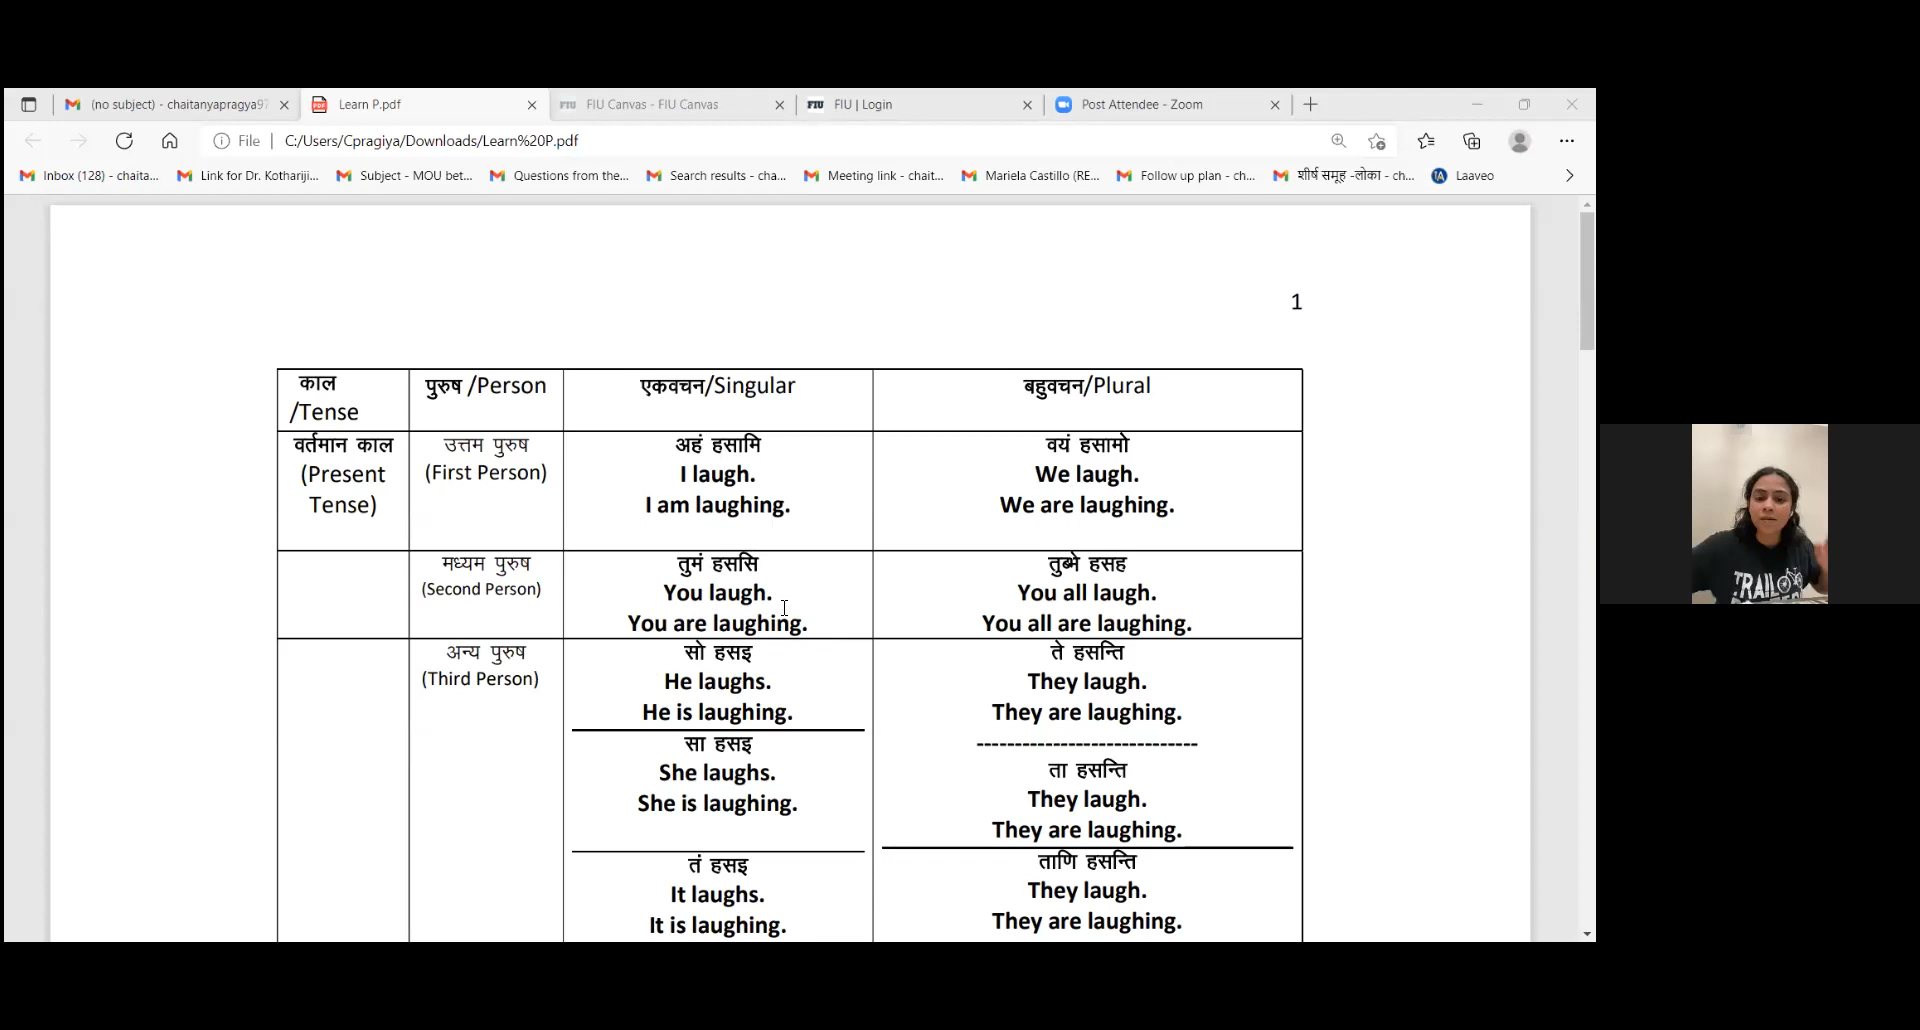 (no subject) - chaitanyapragya97
Learn P.pdf
FIU Canvas - FIU Canvas
FIU | Login
Post Attendee - Zoom
File
C:/Users/Cpragiya/Downloads/Learn%20P.pdf
Inbox (128) - chaita...
Link for Dr. Kothariji...
Subject - MOU bet...
Questions from the...
Search results - cha...
Meeting link - chait...
Mariela Castillo (RE...
Follow up plan - ch...
शीर्ष समूह -लोका - ch...
Laaveo
1
काल
/Tense
पुरुष /Person
एकवचन/Singular
बहुवचन/Plural
वर्तमान काल
(Present
Tense)
उत्तम पुरुष
(First Person)
अहं हसामि
I laugh.
I am laughing.
वयं हसामो
We laugh.
We are laughing.
मध्यम पुरुष
(Second Person)
तुमं हससि
You laugh.
You are laughing.
तुब्भे हसह
You all laugh.
You all are laughing.
अन्य पुरुष
(Third Person)
सो हसइ
He laughs.
He is laughing.
सा हसइ
She laughs.
She is laughing.
तं हसइ
It laughs.
It is laughing.
ते हसन्ति
They laugh.
They are laughing.
----------------------------
ता हसन्ति
They laugh.
They are laughing.
ताणि हसन्ति
They laugh.
They are laughing.
TRAIL